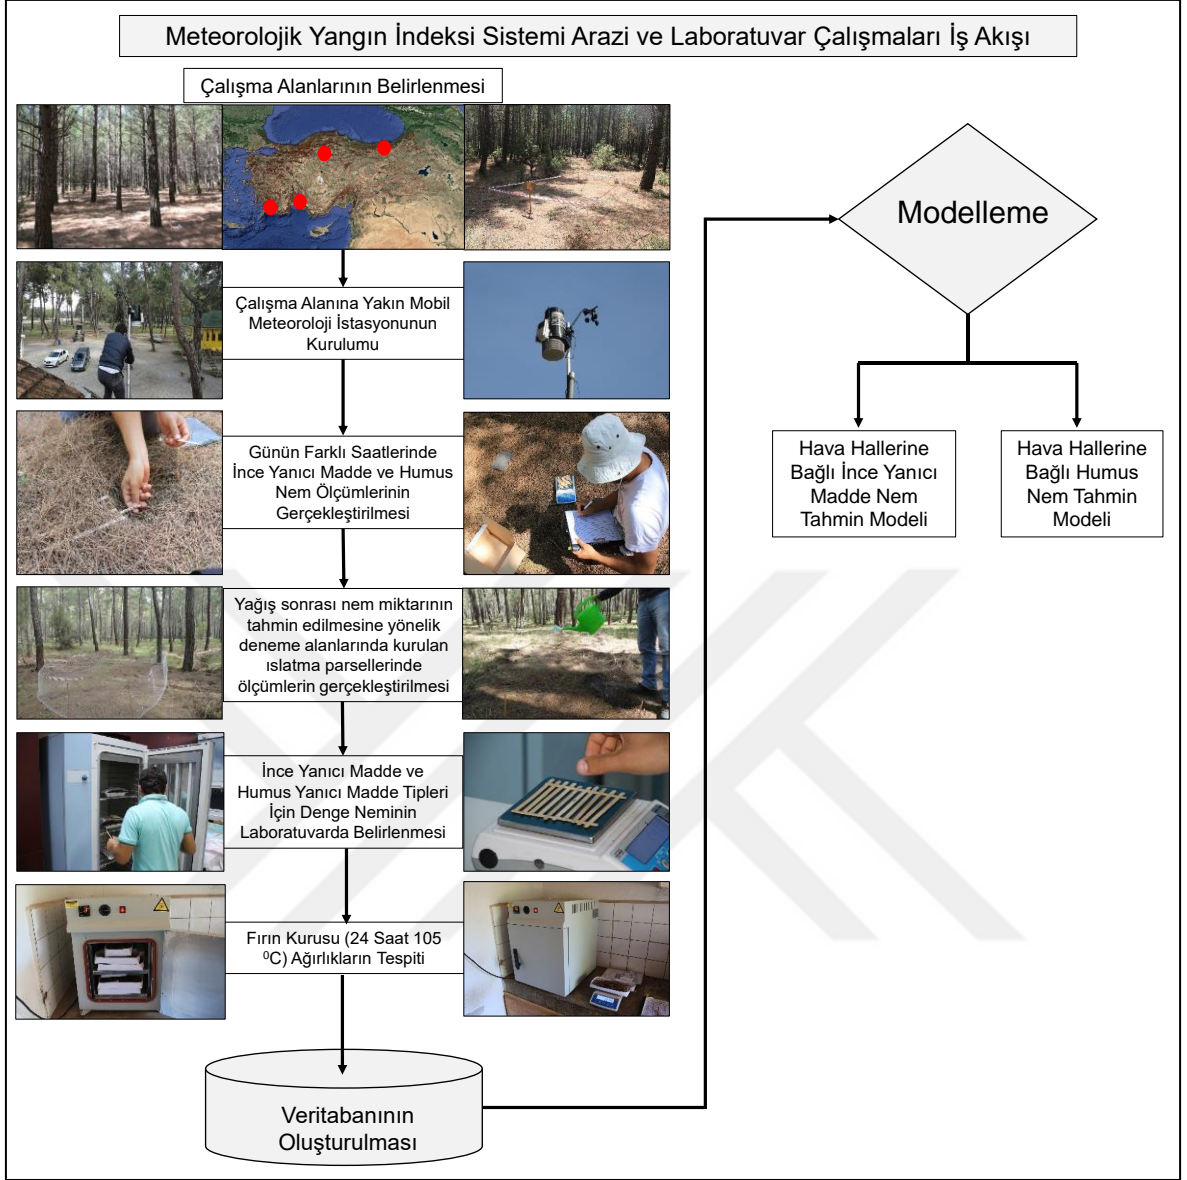 Meteorolojik Yangın İndeksi Sistemi Arazi ve Laboratuvar Çalışmaları İş Akışı
Çalışma Alanlarının Belirlenmesi
Çalışma Alanına Yakın Mobil
Meteoroloji İstasyonunun
Kurulumu
Günün Farklı Saatlerinde
İnce Yanıcı Madde ve Humus
Nem Ölçümlerinin
Gerçekleştirilmesi
Yağış sonrası nem miktarının
tahmin edilmesine yönelik
deneme alanlarında kurulan
ıslatma parsellerinde
ölçümlerin gerçekleştirilmesi
İnce Yanıcı Madde ve
Humus Yanıcı Madde Tipleri
İçin Denge Neminin
Laboratuvarda Belirlenmesi
Fırın Kurusu (24 Saat 105
⁰C) Ağırlıkların Tespiti
Veritabanının
Oluşturulması
Modelleme
Hava Hallerine
Bağlı İnce Yanıcı
Madde Nem
Tahmin Modeli
Hava Hallerine
Bağlı Humus
Nem Tahmin
Modeli